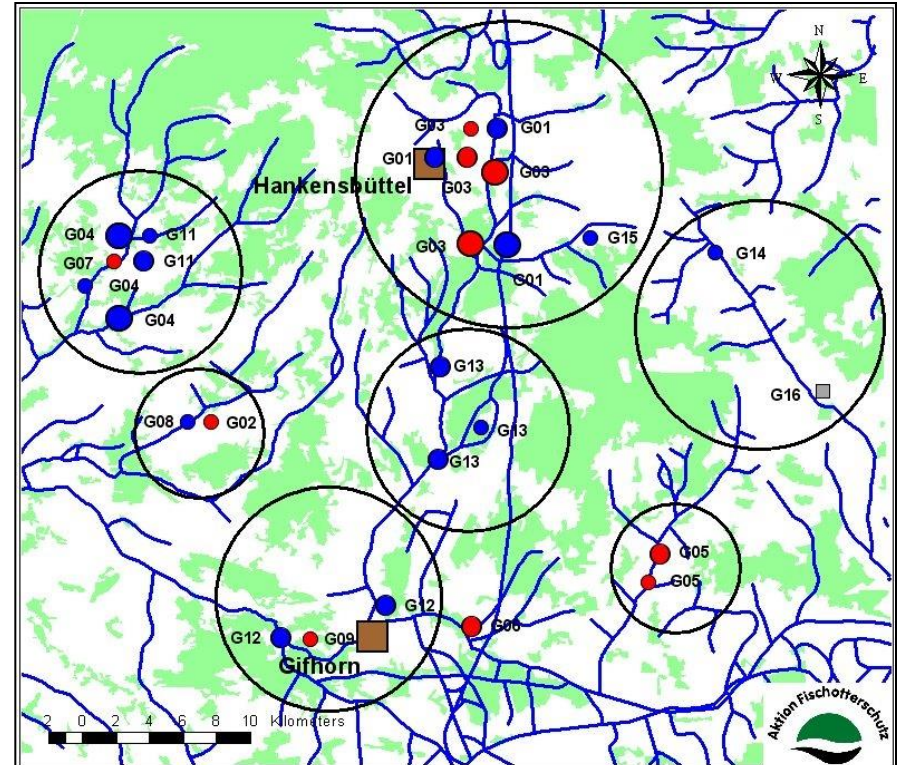 N
W E
S
G03 G01
G01 G03
G03
Hankensbüttel
G04 G11
G03 G15
G07 G11
G14
G01
G04
G04
G13
G16
G08 G02
G13
G13
G05
G05
G12
G06
G12 G09
Gifhorn
2 0 2 4 6 8 10 Kilometers
Aktion Fischotterschutz